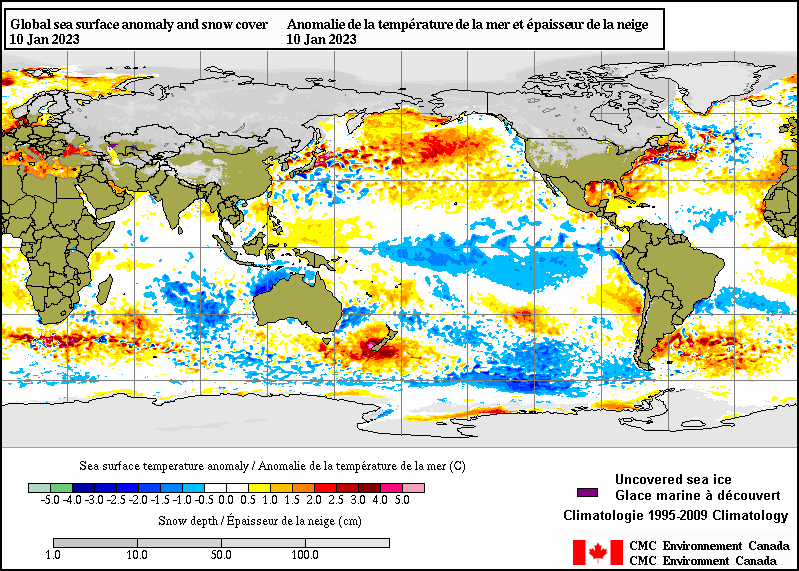 Global sea surface anomaly and snow cover
10 Jan 2023
Anomalie de la température de la mer et épaisseur de la neige
10 Jan 2023
Sea surface temperature anomaly / Anomalie de la température de la mer (C)
-5.0 -4.0 -3.0 -2.5 -2.0 -1.5 -1.0 -0.5 0.0 0.5 1.0 1.5 2.0 2.5 3.0 4.0 5.0
Snow depth / Épaisseur de la neige (cm)
1.0 10.0 50.0 100.0
Uncovered sea ice
Glace marine à découvert
Climatologie 1995-2009 Climatology
CMC Environnement Canada
CMC Environment Canada